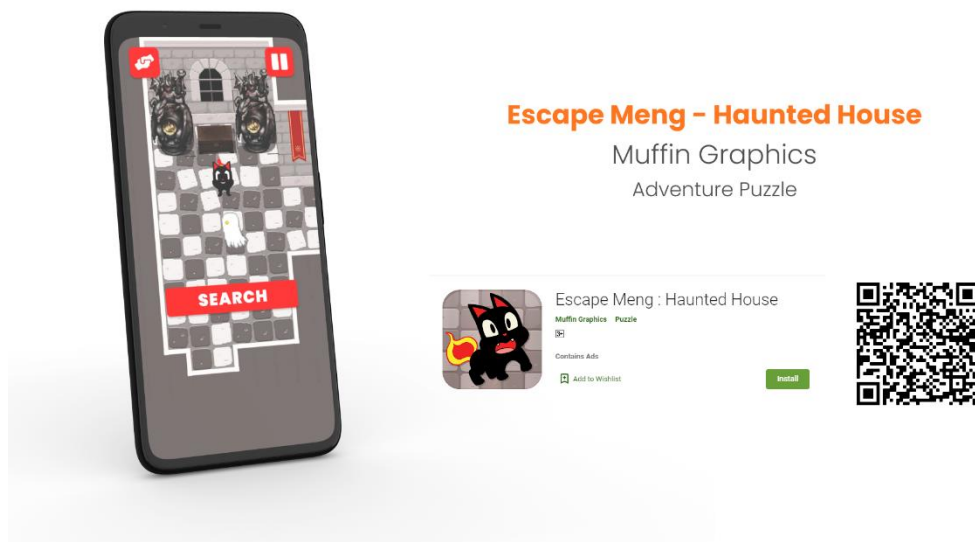 SEARCH
Escape Meng - Haunted House
Muffin Graphics
Adventure Puzzle
Escape Meng : Haunted House
Muffin Graphics Puzzle
3+
Contains Ads
Add to Wishlist
Install